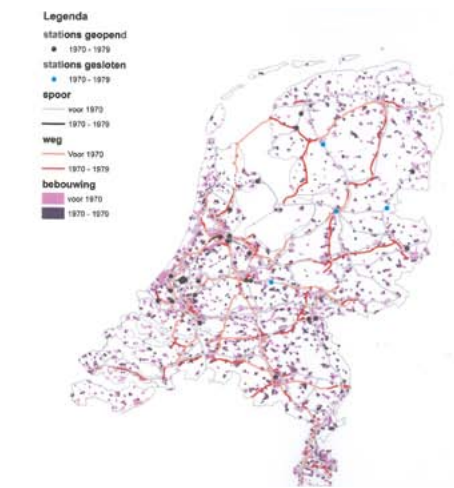 Legenda
stations geopend
1970 - 1979
stations gesloten
1970 - 1979
spoor
voor 1970
1970 - 1979
weg
Voor 1970
1970 - 1979
bebouwing
voor 1970
1970 - 1970